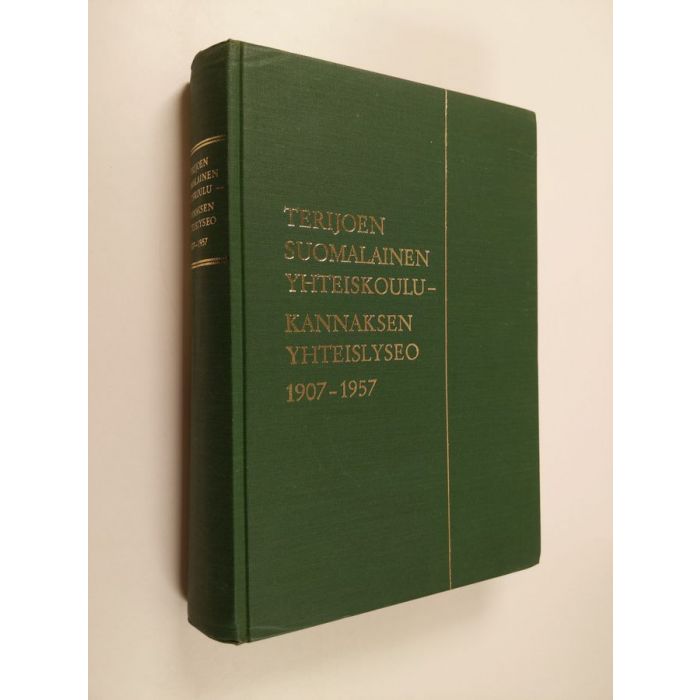 TERIJOEN
SUOMALAINEN
YHTEISKOULU –
KANNAKSEN
YHTEISLYSEO
1907 – 1957